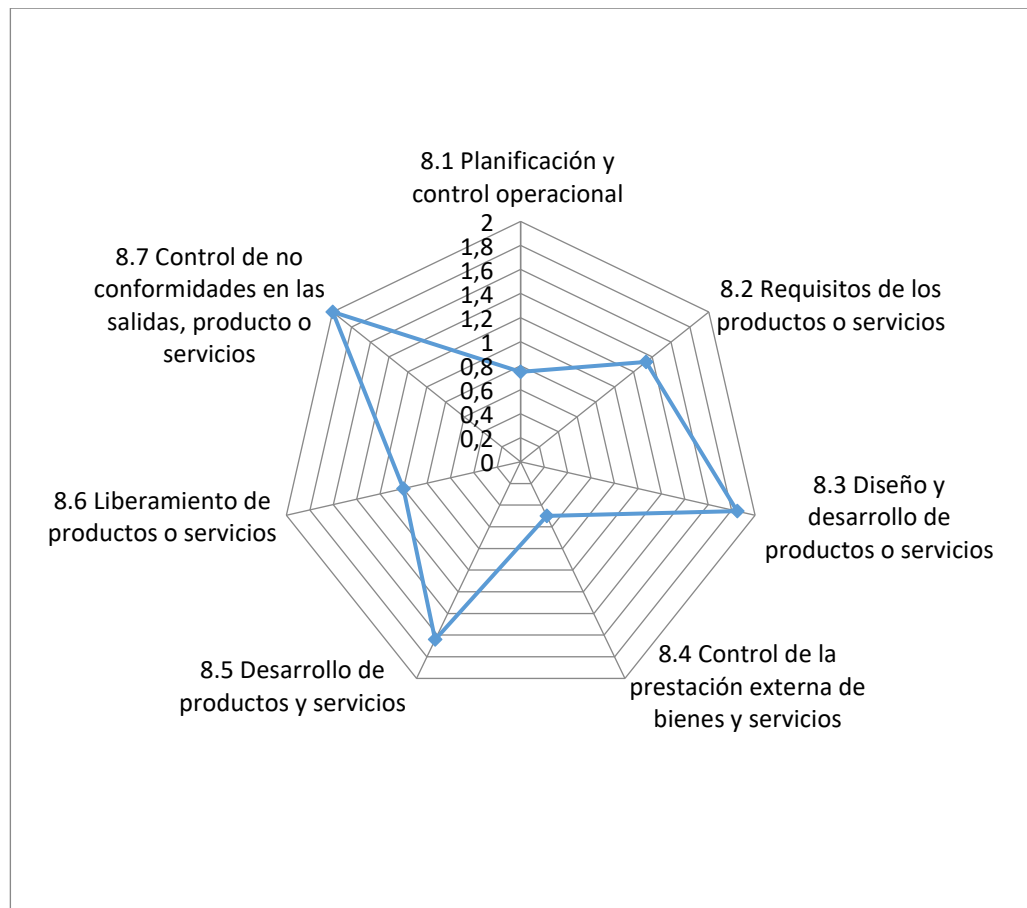 8.1 Planificación y
control operacional
2
1,8
1,6
1,4
1,2
1
0,8
0,6
0,4
0,2
0
8.2 Requisitos de los
productos o servicios
8.3 Diseño y
desarrollo de
productos o servicios
8.4 Control de la
prestación externa de
bienes y servicios
8.5 Desarrollo de
productos y servicios
8.6 Liberamiento de
productos o servicios
8.7 Control de no
conformidades en las
salidas, producto o
servicios